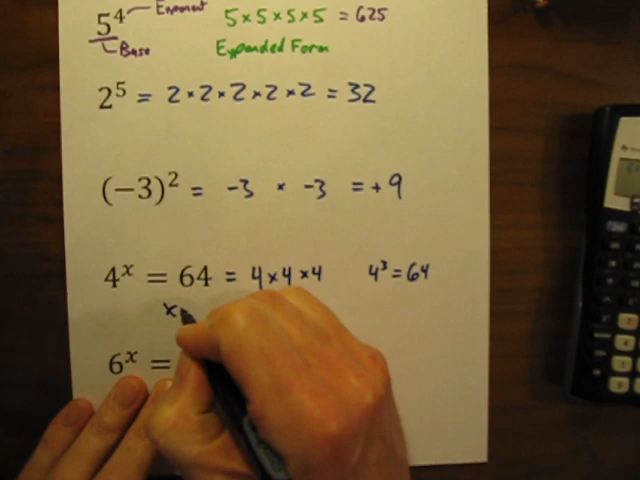 5⁴ Exponent 5 × 5 × 5 × 5 = 625
Base Expanded Form
2⁵ = 2 × 2 × 2 × 2 × 2 = 32
(−3)² = -3 × -3 = + 9
4ˣ = 64 = 4 × 4 × 4 4³ = 64
x
6ˣ =